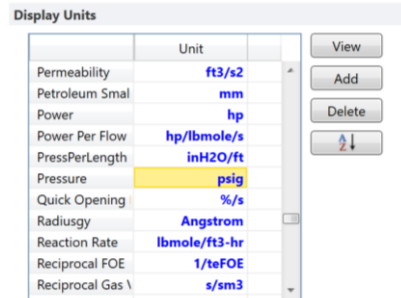 Display Units
Unit
View
Permeability ft3/s2
Add
Petroleum Smal mm
Power hp
Delete
Power Per Flow hp/lbmole/s
PressPerLength inH2O/ft
A Z
Pressure psig
Quick Opening %/s
Radiusgy Angstrom
Reaction Rate lbmole/ft3-hr
Reciprocal FOE 1/teFOE
Reciprocal Gas s/sm3